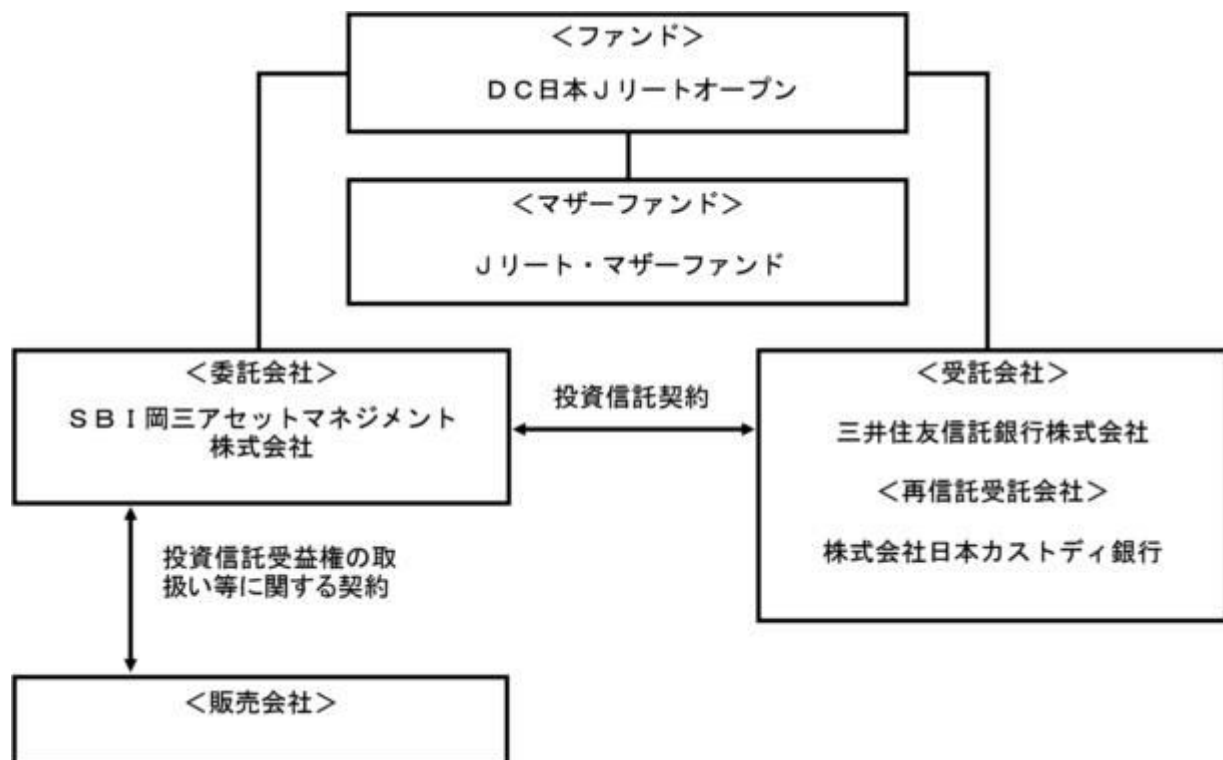 ＜ファンド＞
ＤＣ日本Ｊリートオープン
＜マザーファンド＞
Ｊリート・マザーファンド
＜委託会社＞
ＳＢＩ岡三アセットマネジメント
株式会社
投資信託契約
＜受託会社＞
三井住友信託銀行株式会社
＜再信託受託会社＞
株式会社日本カストディ銀行
投資信託受益権の取
扱い等に関する契約
＜販売会社＞